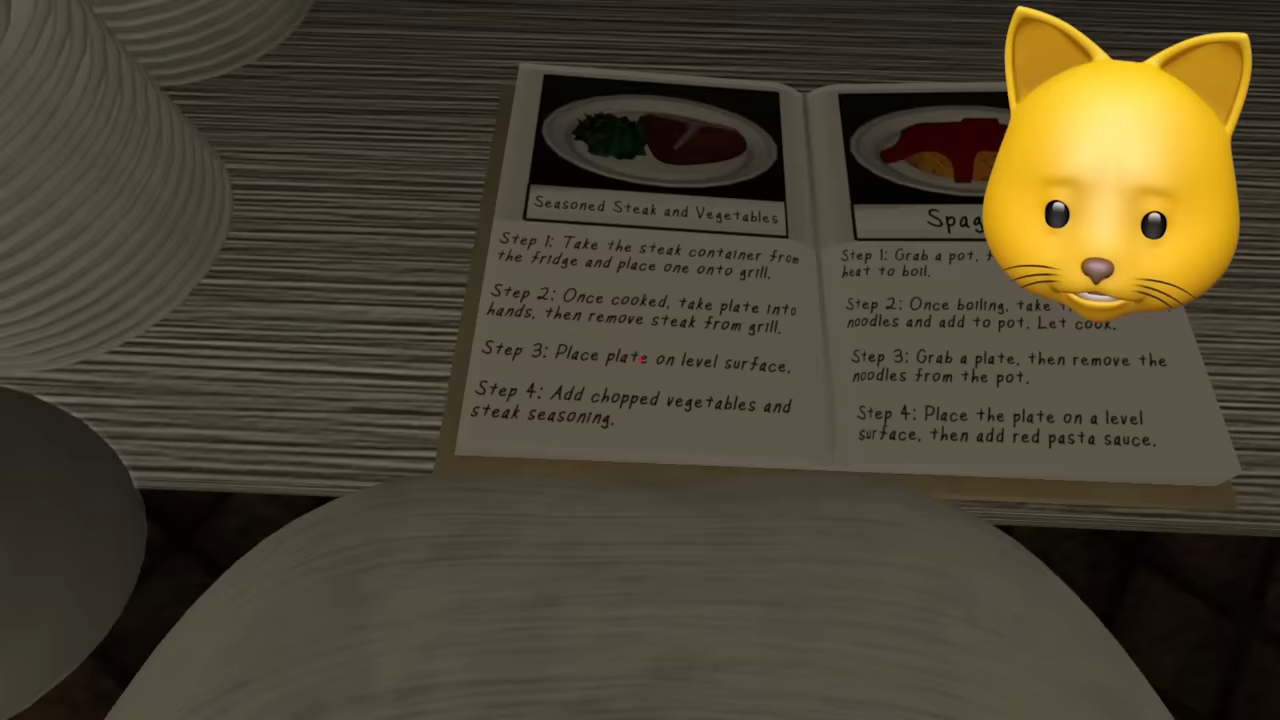 Seasoned Steak and Vegetables
Step 1: Take the steak container from
the fridge and place one onto grill.
Step 2: Once cooked, take plate into
hands, then remove steak from grill.
Step 3: Place plate on level surface.
Step 4: Add chopped vegetables and
steak seasoning.
Step 1: Grab a pot,
heat to boil.
Step 2: Once boiling, take
noodles and add to pot. Let cook.
Step 3: Grab a plate, then remove the
noodles from the pot.
Step 4: Place the plate on a level
surface, then add red pasta sauce.